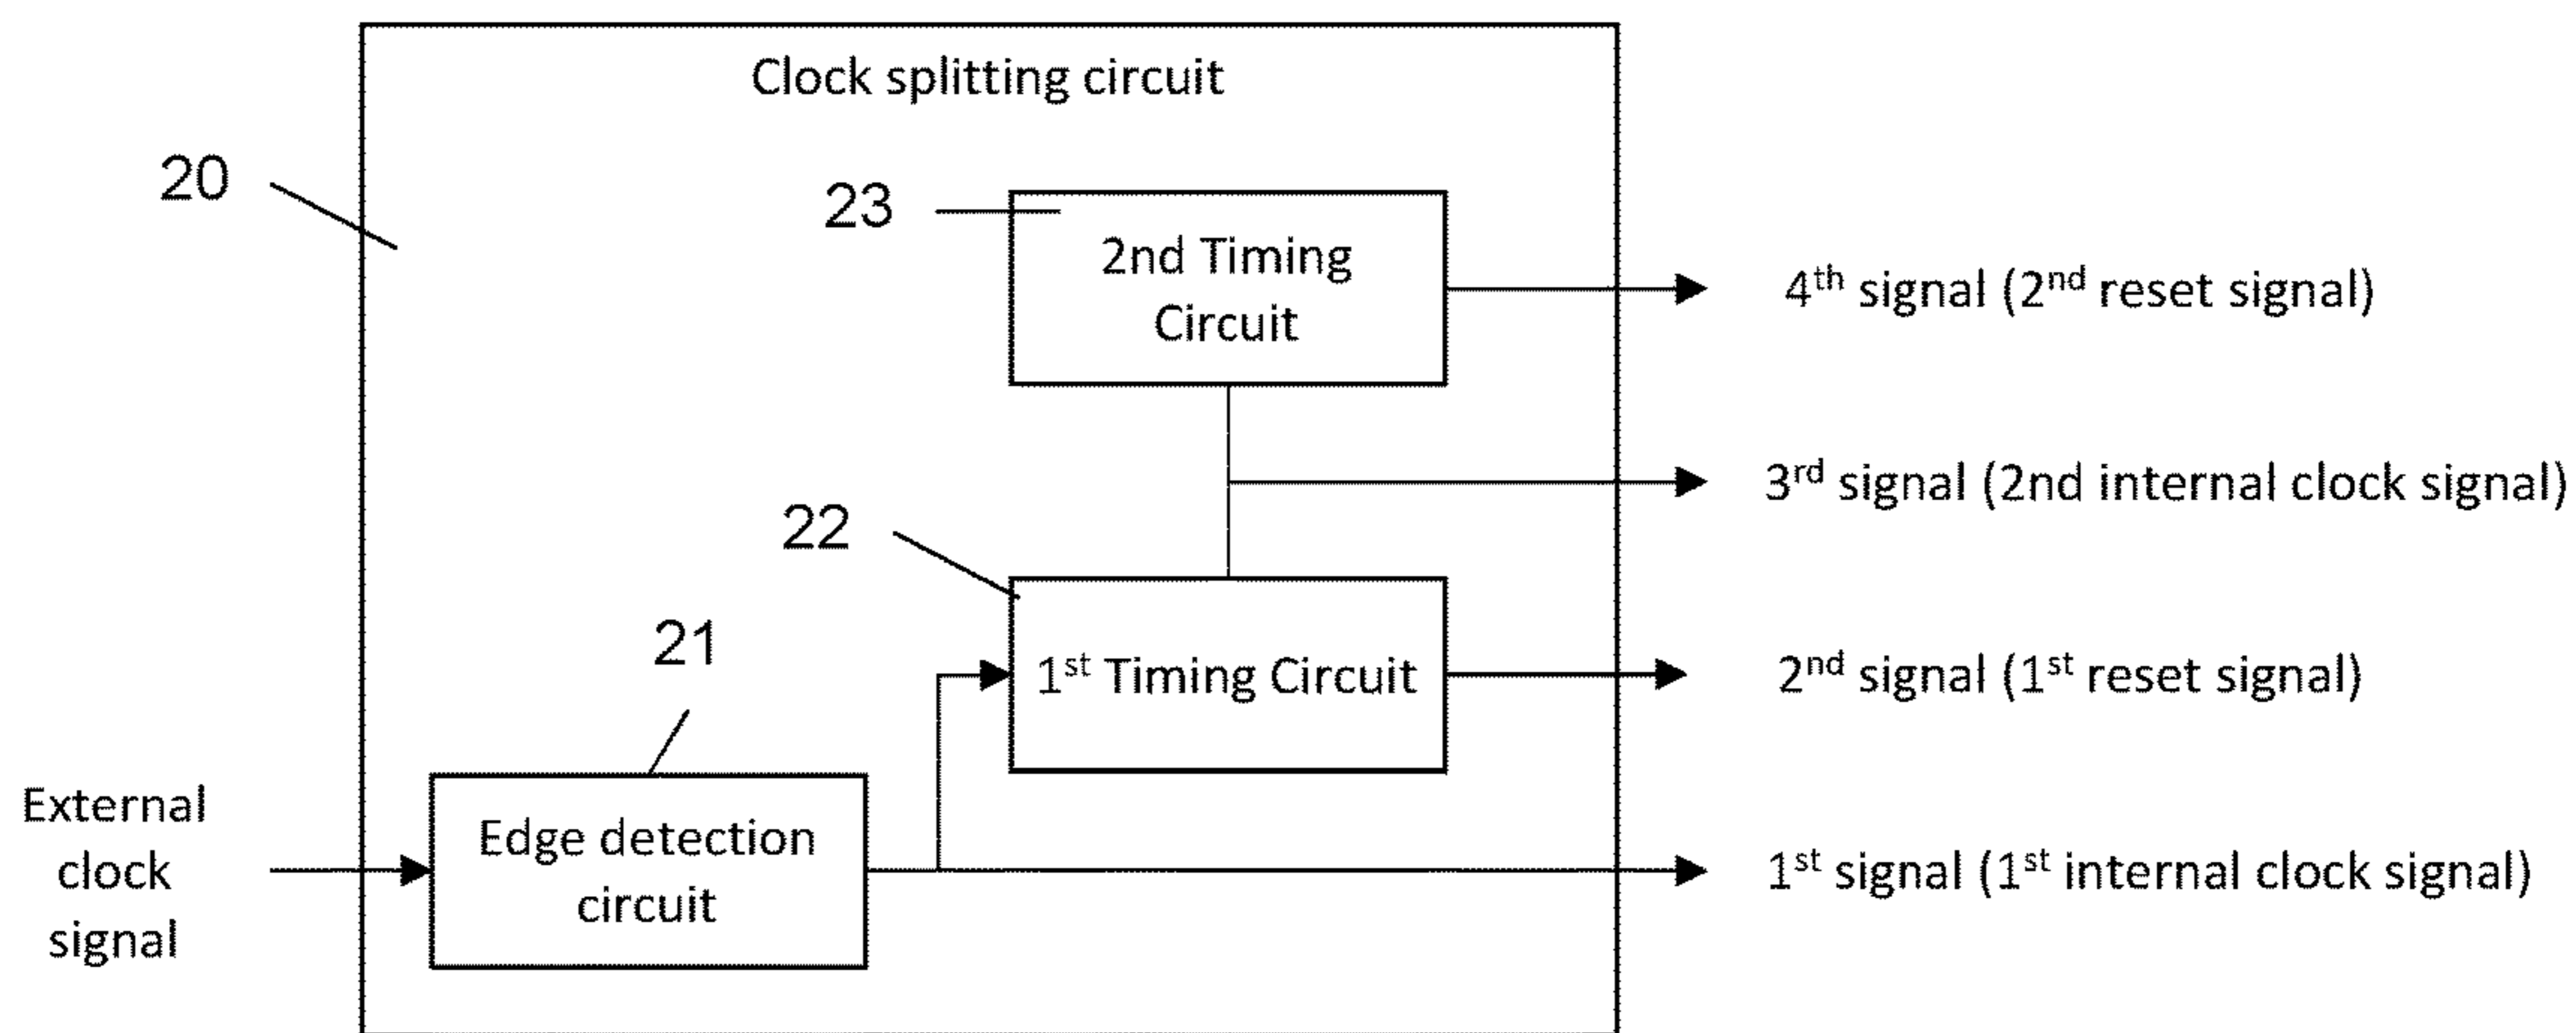 Clock splitting circuit
20
23
2nd Timing
Circuit
4th signal (2nd reset signal)
3rd signal (2nd internal clock signal)
22
1st Timing Circuit
2nd signal (1st reset signal)
21
External
clock
signal
Edge detection
circuit
1st signal (1st internal clock signal)